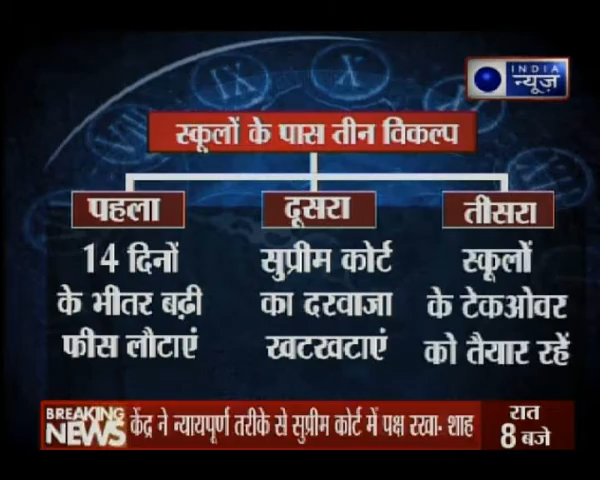 IX
X
INDIA
न्यूज़
स्कूलों के पास तीन विकल्प
पहला
14 दिनों
के भीतर बढ़ी
फीस लौटाएं
दूसरा
सुप्रीम कोर्ट
का दरवाजा
खटखटाएं
तीसरा
स्कूलों
के टेकओवर
को तैयार रहें
BREAKING
NEWS
केंद्र ने न्यायपूर्ण तरीके से सुप्रीम कोर्ट में पक्ष रखा- शाह
रात
8 बजे